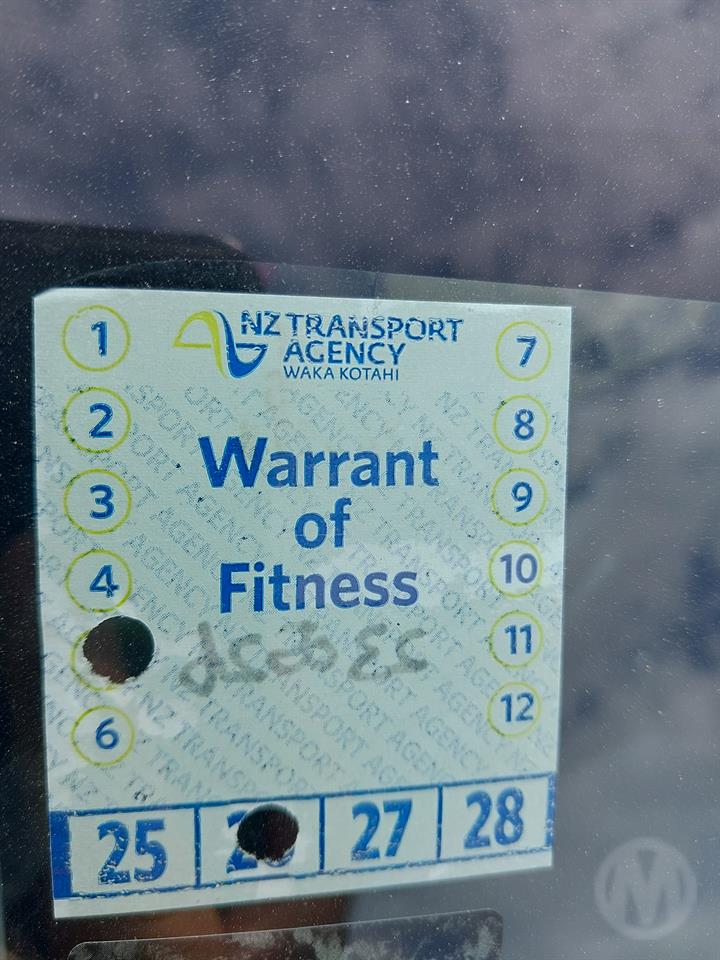 NZ TRANSPORT
AGENCY
WAKA KOTAHI
1
2
3
4
6
7
8
9
10
11
12
Warrant
of
Fitness
25
27
28